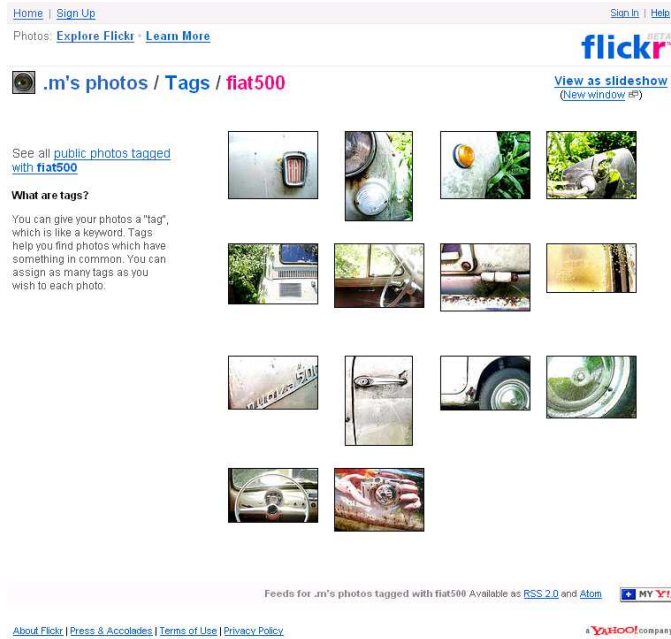 Home | Sign Up
Sign In | Help
Photos: Explore Flickr • Learn More
flickr BETA
.m's photos / Tags / fiat500
View as slideshow
(New window)
See all public photos tagged
with fiat500
What are tags?
You can give your photos a "tag",
which is like a keyword. Tags
help you find photos which have
something in common. You can
assign as many tags as you
wish to each photo.
Feeds for .m's photos tagged with fiat500 Available as RSS 2.0 and Atom
+ MY Y!
About Flickr | Press & Accolades | Terms of Use | Privacy Policy
a YAHOO! company